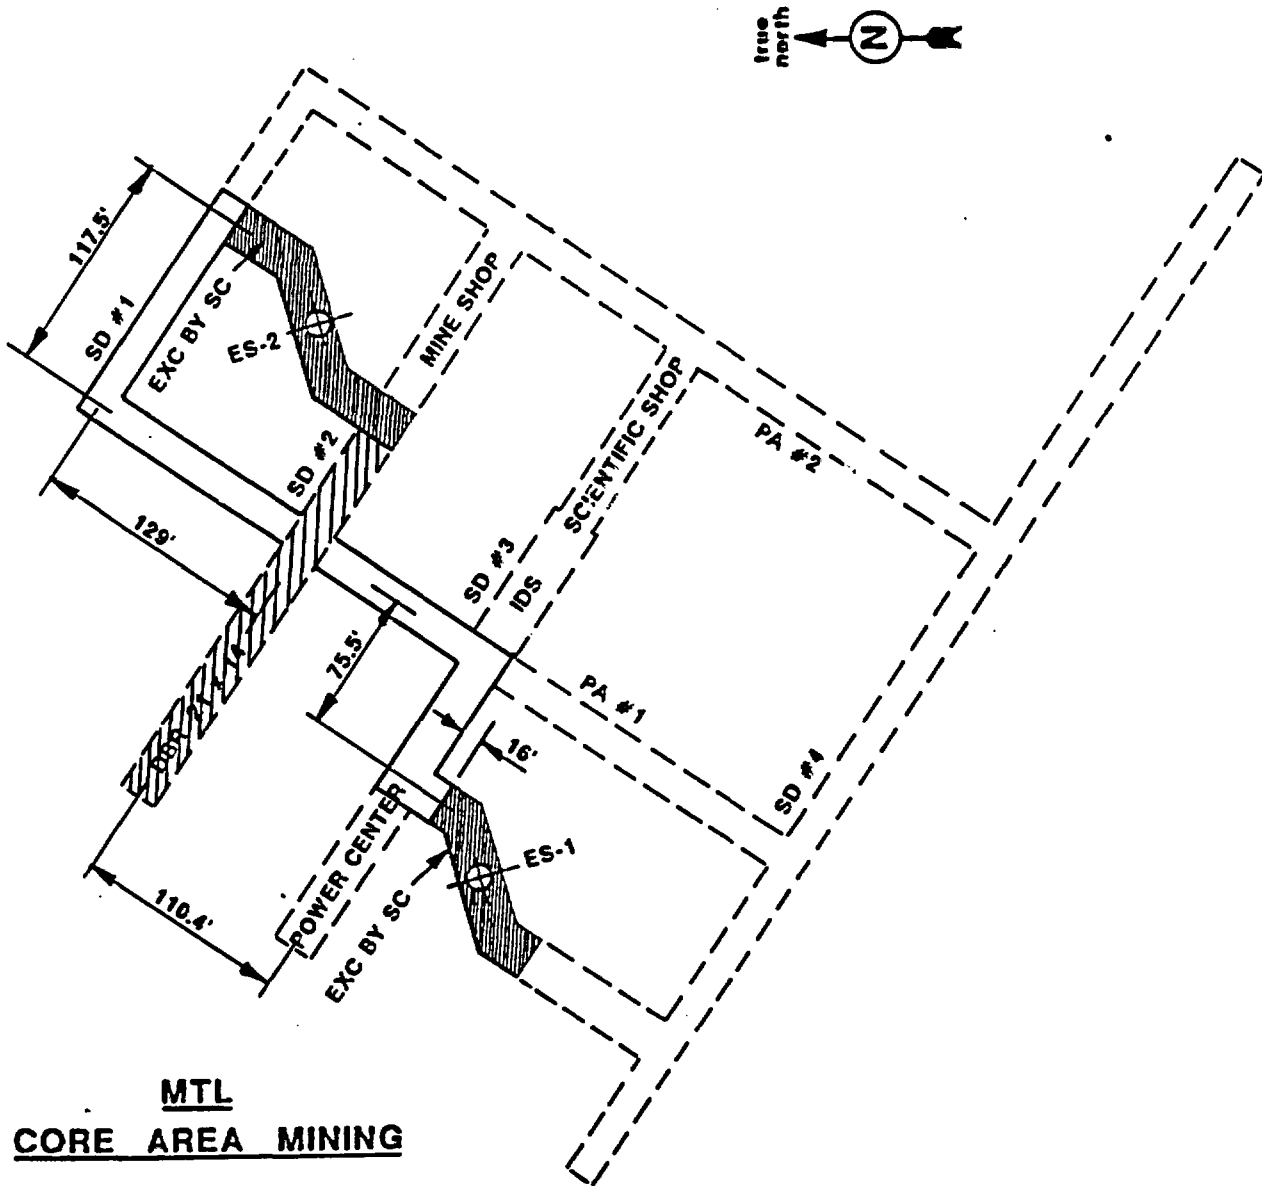 true
north
N
117.5'
SD #1
EXC BY SC
ES-2
MINE SHOP
SD #2
129'
SCIENTIFIC SHOP
PA #2
SD #3
IDS
75.5'
PA #1
16'
SD #4
POWER CENTER
ES-1
110.4'
EXC BY SC
MTL
CORE AREA MINING